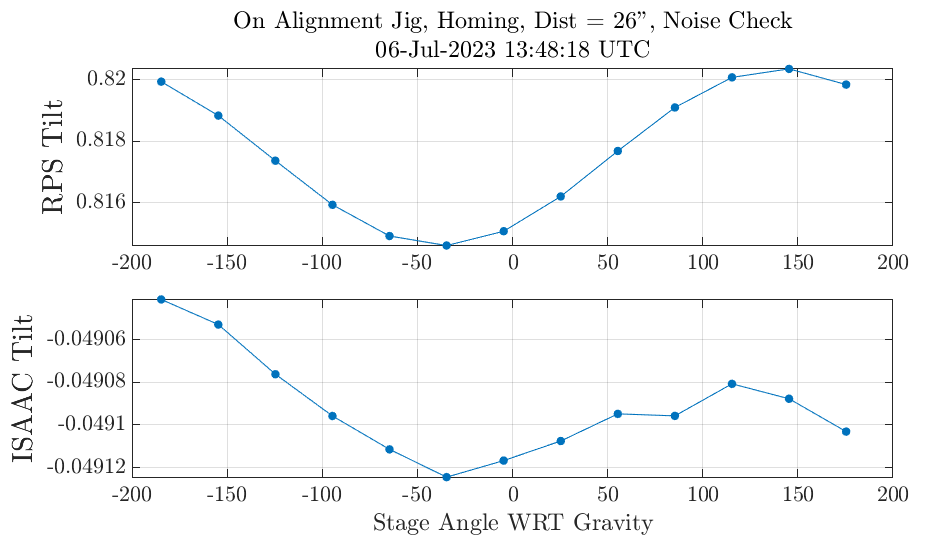 On Alignment Jig, Homing, Dist = 26", Noise Check
06-Jul-2023 13:48:18 UTC
RPS Tilt
0.82
0.818
0.816
-200 -150 -100 -50 0 50 100 150 200
ISAAC Tilt
-0.04906
-0.04908
-0.0491
-0.04912
-200 -150 -100 -50 0 50 100 150 200
Stage Angle WRT Gravity